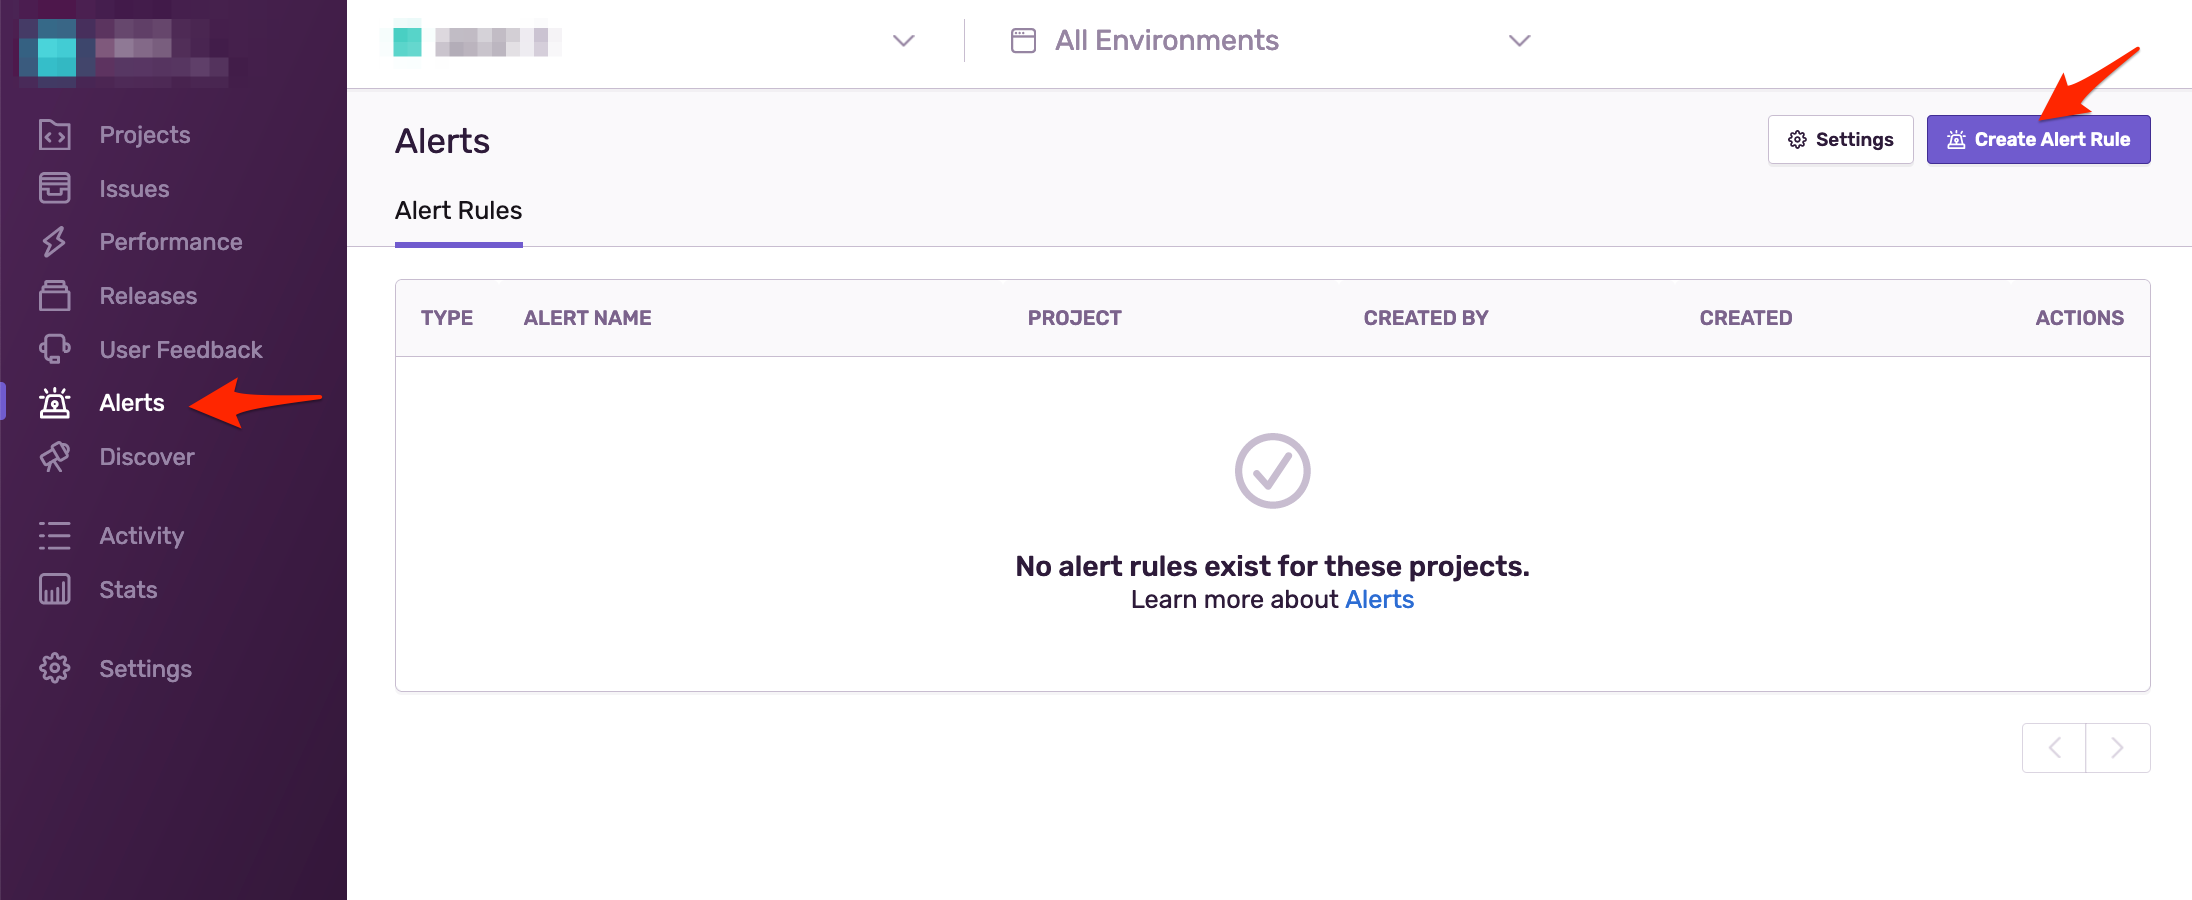 Projects
Issues
Performance
Releases
User Feedback
Alerts
Discover
Activity
Stats
Settings
All Environments
Alerts
Settings
Create Alert Rule
Alert Rules
TYPE ALERT NAME PROJECT CREATED BY CREATED ACTIONS
No alert rules exist for these projects.
Learn more about Alerts